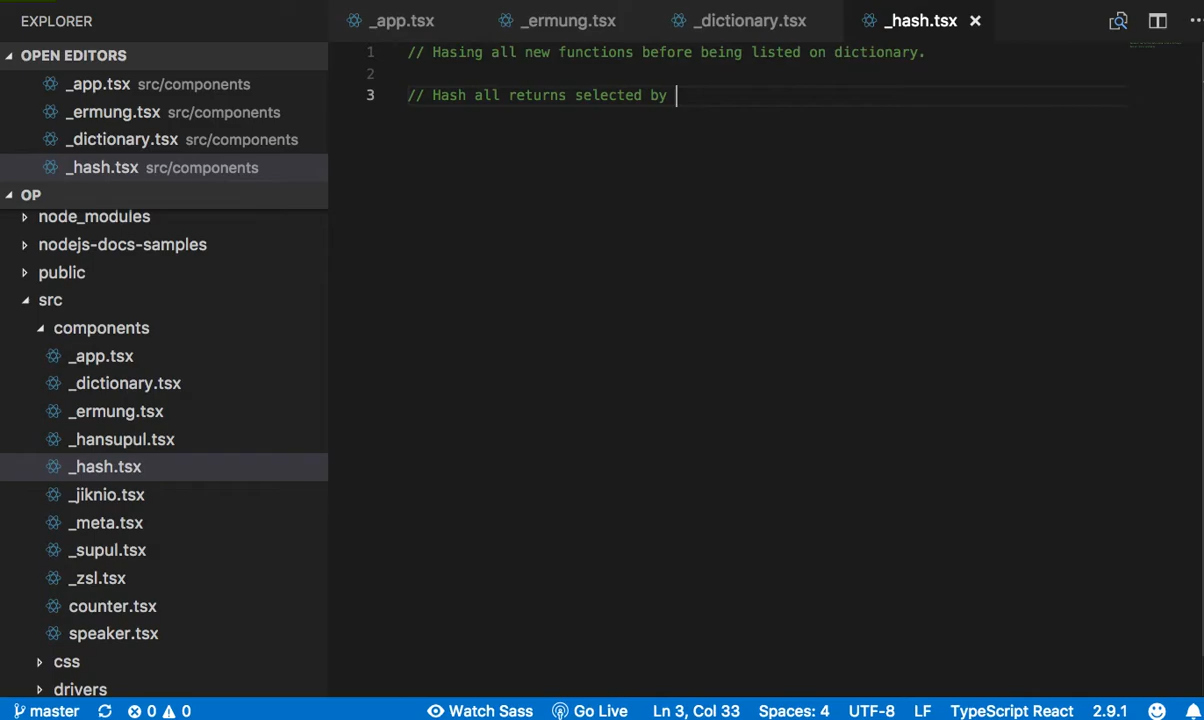 EXPLORER
OPEN EDITORS
_app.tsx src/components
_ermung.tsx src/components
_dictionary.tsx src/components
_hash.tsx src/components
OP
node_modules
nodejs-docs-samples
public
src
components
_app.tsx
_dictionary.tsx
_ermung.tsx
_hansupul.tsx
_hash.tsx
_jiknio.tsx
_meta.tsx
_supul.tsx
_zsl.tsx
counter.tsx
speaker.tsx
css
drivers
_app.tsx _ermung.tsx _dictionary.tsx _hash.tsx
1 // Hasing all new functions before being listed on dictionary.
2
3 // Hash all returns selected by
master 0 0 Watch Sass Go Live Ln 3, Col 33 Spaces: 4 UTF-8 LF TypeScript React 2.9.1